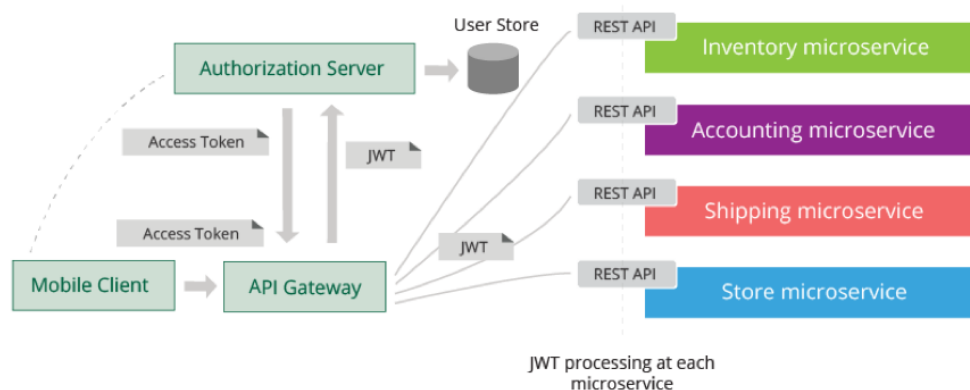 User Store
REST API
Inventory microservice
Authorization Server
REST API
Accounting microservice
Access Token
JWT
REST API
Shipping microservice
Access Token
JWT
Mobile Client
API Gateway
REST API
Store microservice
JWT processing at each
microservice